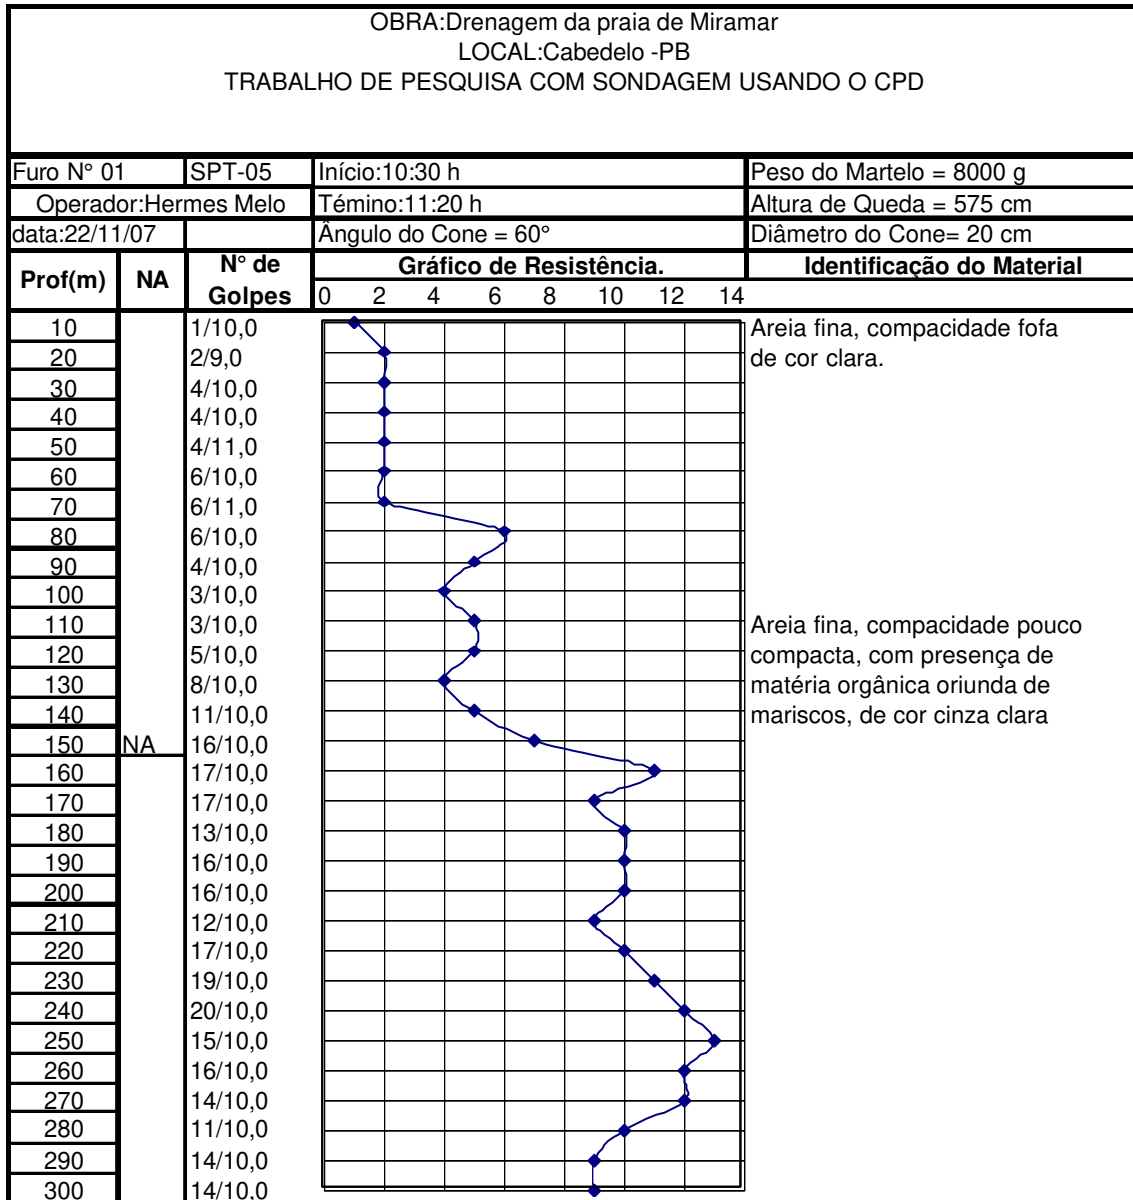 OBRA:Drenagem da praia de Miramar
LOCAL:Cabedelo -PB
TRABALHO DE PESQUISA COM SONDAGEM USANDO O CPD
Furo N° 01 SPT-05 Início:10:30 h Peso do Martelo = 8000 g
Operador:Hermes Melo Témino:11:20 h Altura de Queda = 575 cm
data:22/11/07 Ângulo do Cone = 60° Diâmetro do Cone= 20 cm
Prof(m) NA N° de Golpes Gráfico de Resistência. Identificação do Material
0 2 4 6 8 10 12 14
10 1/10,0 Areia fina, compacidade fofa
20 2/9,0 de cor clara.
30 4/10,0
40 4/10,0
50 4/11,0
60 6/10,0
70 6/11,0
80 6/10,0
90 4/10,0
100 3/10,0
110 3/10,0 Areia fina, compacidade pouco
120 5/10,0 compacta, com presença de
130 8/10,0 matéria orgânica oriunda de
140 11/10,0 mariscos, de cor cinza clara
150 NA 16/10,0
160 17/10,0
170 17/10,0
180 13/10,0
190 16/10,0
200 16/10,0
210 12/10,0
220 17/10,0
230 19/10,0
240 20/10,0
250 15/10,0
260 16/10,0
270 14/10,0
280 11/10,0
290 14/10,0
300 14/10,0